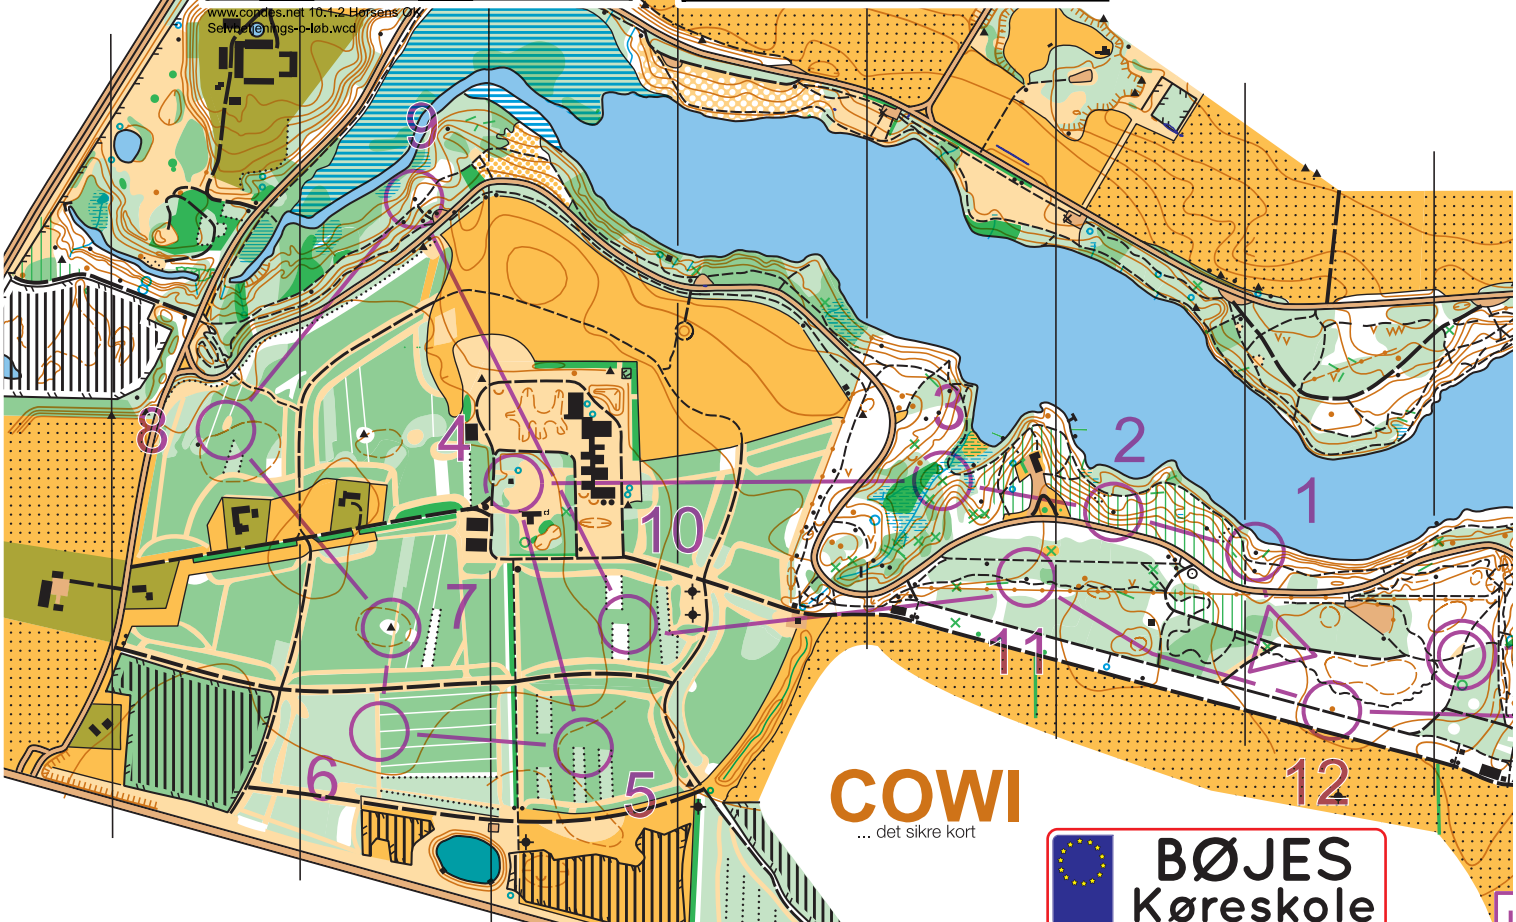 www.condes.net 10.1.2 Horsens OK
Selvbetjenings-o-løb.wcd
9
3
8
4
2
1
10
7
11
6
5
12
COWI
... det sikre kort
BØJES
Køreskole